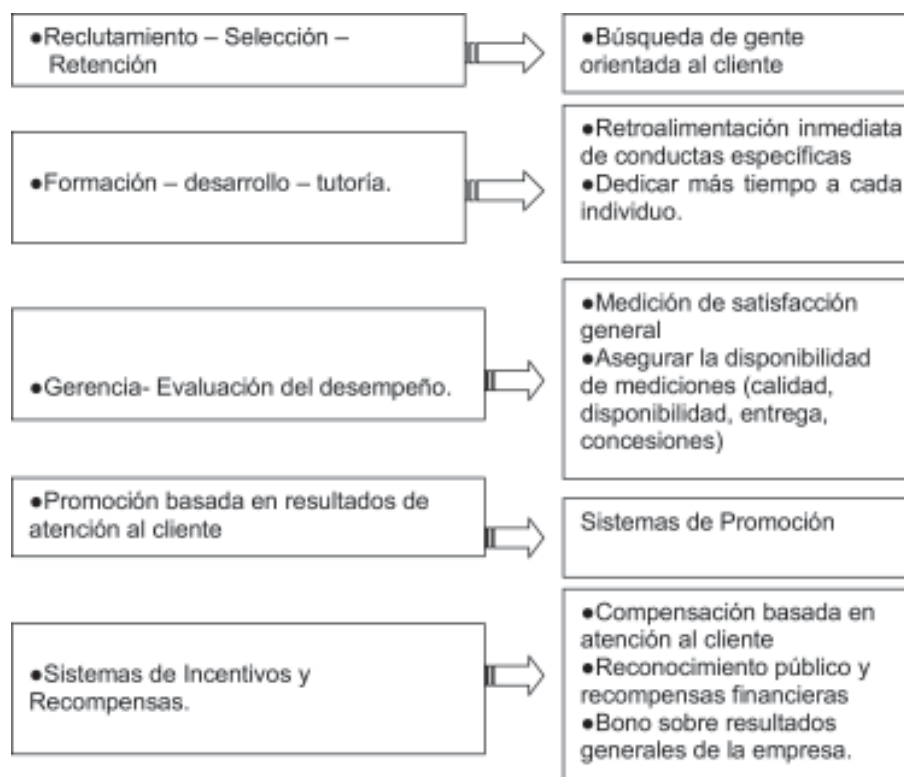 ●Reclutamiento – Selección –
Retención
●Búsqueda de gente
orientada al cliente
●Formación – desarrollo – tutoría.
●Retroalimentación inmediata
de conductas específicas
●Dedicar más tiempo a cada
individuo.
●Gerencia- Evaluación del desempeño.
●Medición de satisfacción
general
●Asegurar la disponibilidad
de mediciones (calidad,
disponibilidad, entrega,
concesiones)
●Promoción basada en resultados de
atención al cliente
Sistemas de Promoción
●Sistemas de Incentivos y
Recompensas.
●Compensación basada en
atención al cliente
●Reconocimiento público y
recompensas financieras
●Bono sobre resultados
generales de la empresa.